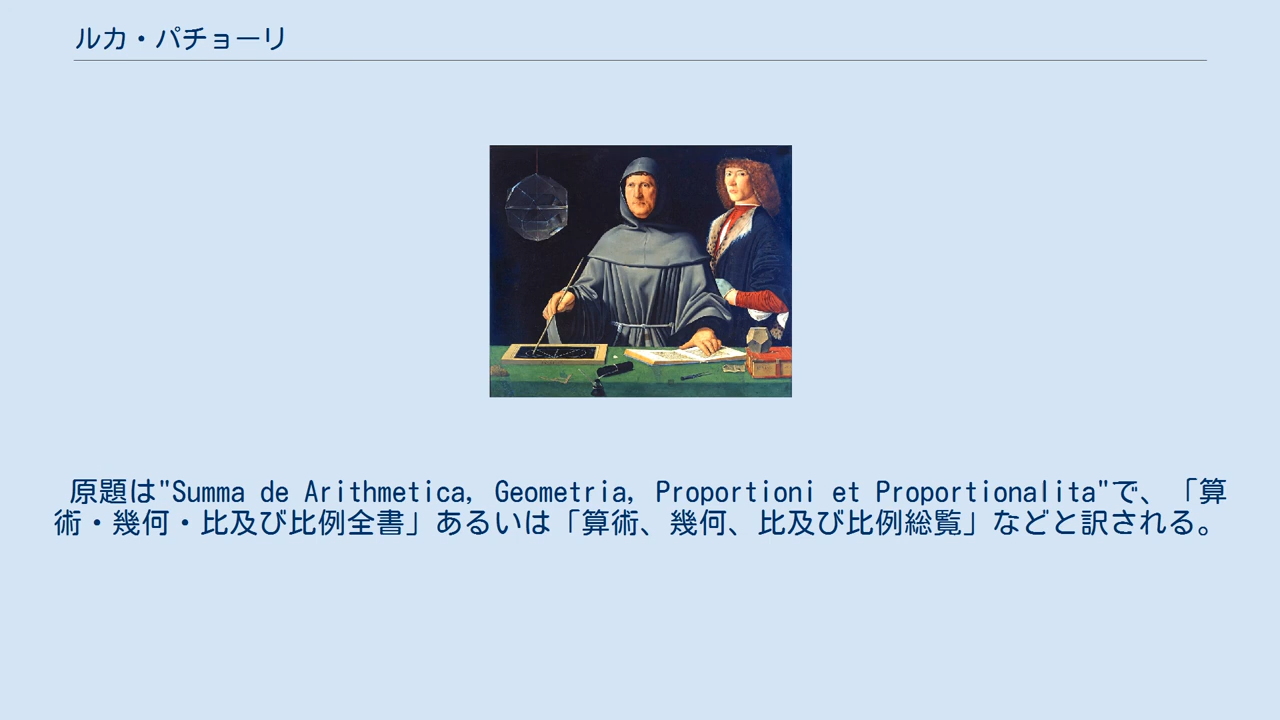 ルカ・パチョーリ
原題は"Summa de Arithmetica, Geometria, Proportioni et Proportionalita"で、「算
術・幾何・比及び比例全書」あるいは「算術、幾何、比及び比例総覧」などと訳される。